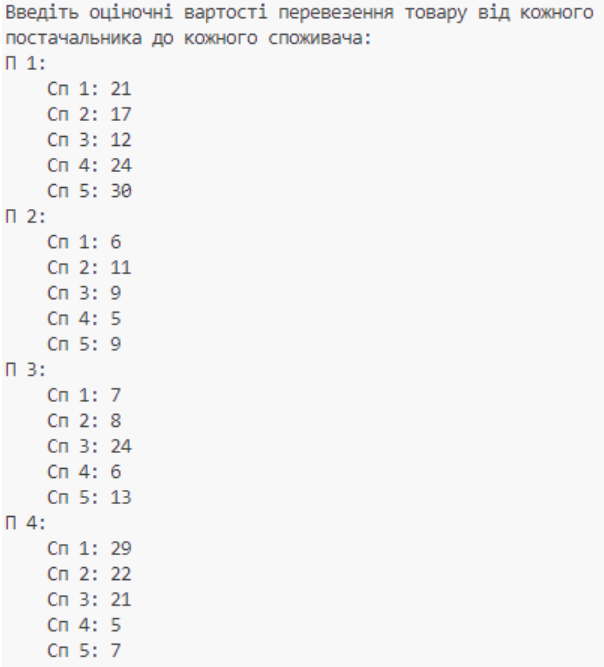 Введіть оціночні вартості перевезення товару від кожного
постачальника до кожного споживача:
П 1:
Сп 1: 21
Сп 2: 17
Сп 3: 12
Сп 4: 24
Сп 5: 30
П 2:
Сп 1: 6
Сп 2: 11
Сп 3: 9
Сп 4: 5
Сп 5: 9
П 3:
Сп 1: 7
Сп 2: 8
Сп 3: 24
Сп 4: 6
Сп 5: 13
П 4:
Сп 1: 29
Сп 2: 22
Сп 3: 21
Сп 4: 5
Сп 5: 7